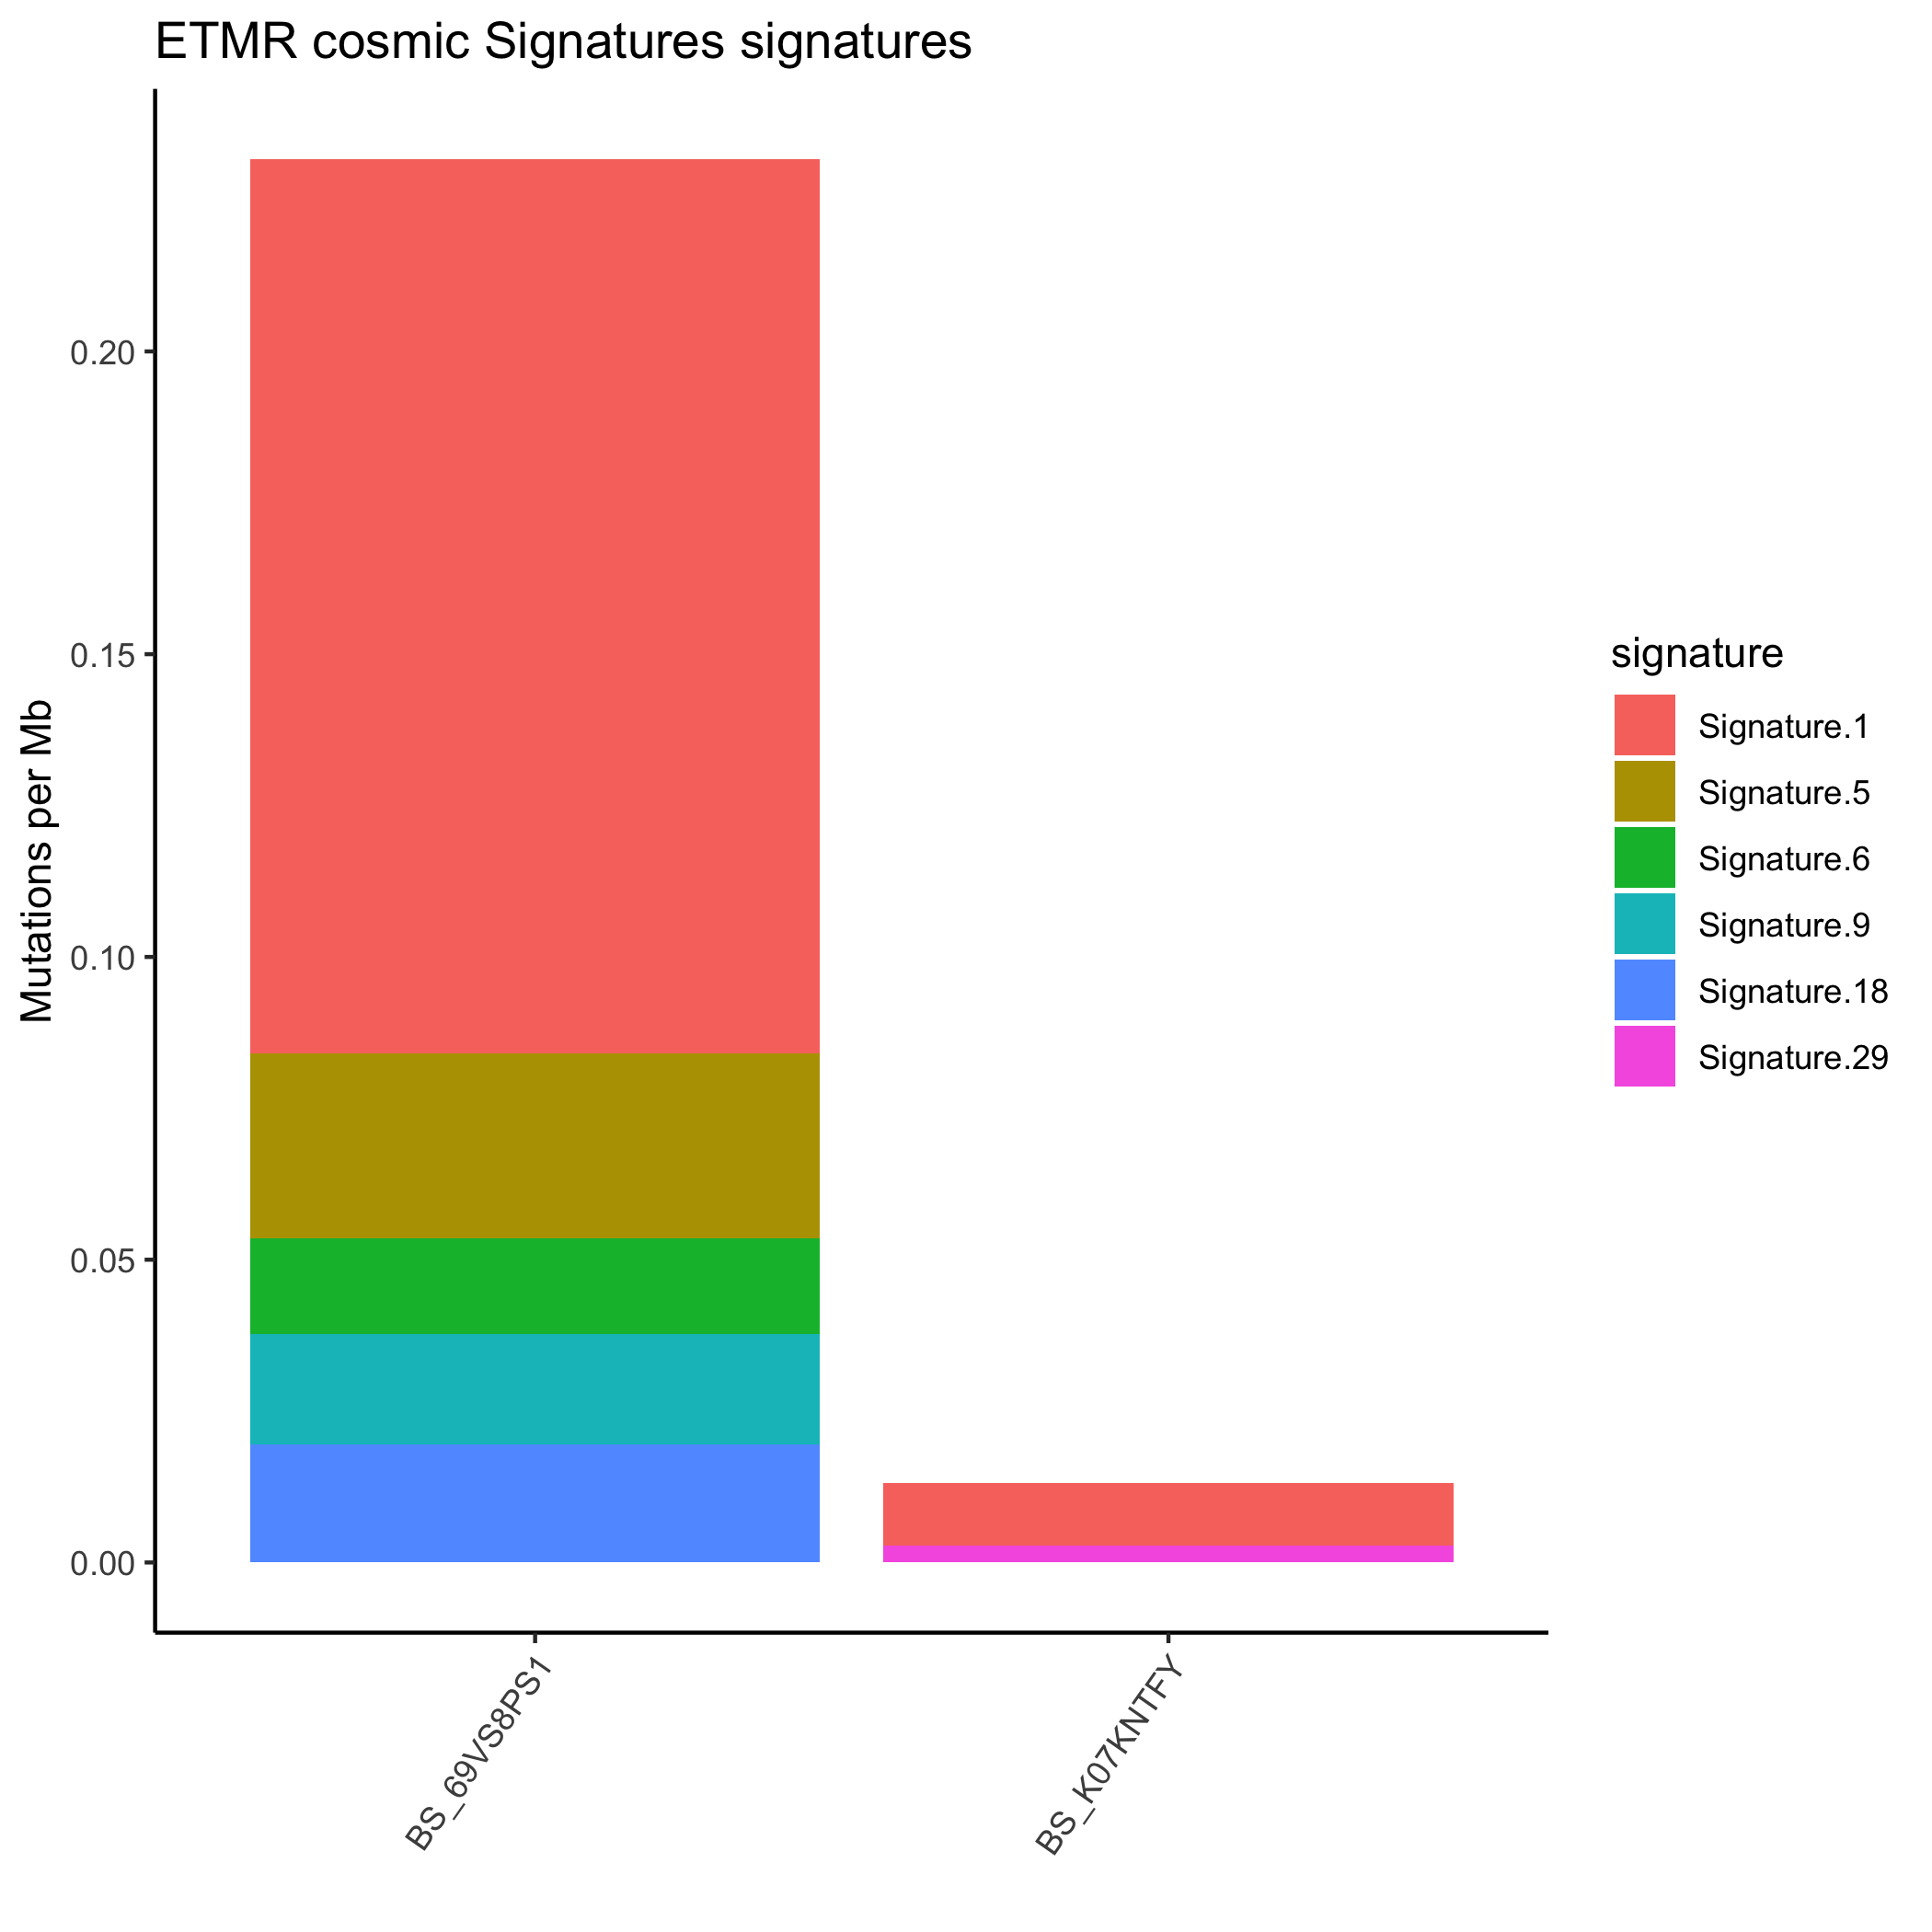 ETMR cosmic Signatures signatures
Mutations per Mb
0.20
0.15
0.10
0.05
0.00
BS_69VS8PS1
BS_K07KNTFY
signature
Signature.1
Signature.5
Signature.6
Signature.9
Signature.18
Signature.29